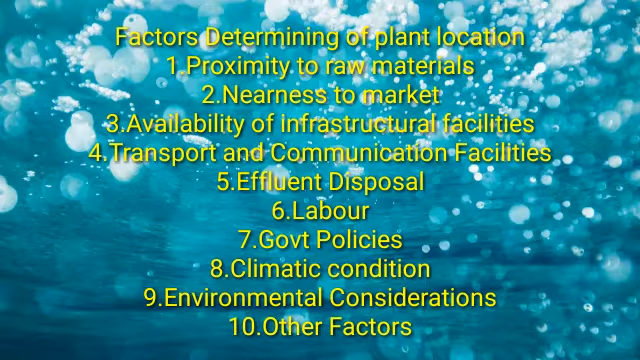 Factors Determining of plant location
1.Proximity to raw materials
2.Nearness to market
3.Availability of Infrastructural facilities
4.Transport and Communication Facilities
5.Effluent Disposal
6.Labour
7.Govt Policies
8.Climatic condition
9.Environmental Considerations
10.Other Factors